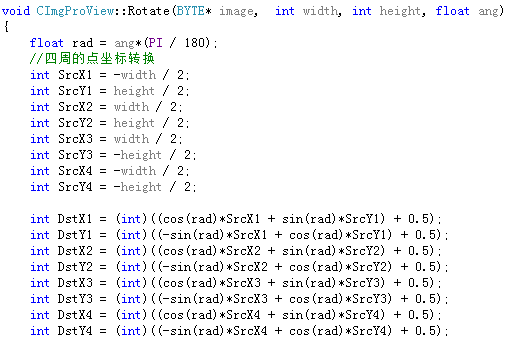 void CImgProView::Rotate(BYTE* image,  int width, int height, float ang)
{
    float rad = ang*(PI / 180);
    //四周的点坐标转换
    int SrcX1 = -width / 2;
    int SrcY1 = height / 2;
    int SrcX2 = width / 2;
    int SrcY2 = height / 2;
    int SrcX3 = width / 2;
    int SrcY3 = -height / 2;
    int SrcX4 = -width / 2;
    int SrcY4 = -height / 2;

    int DstX1 = (int)((cos(rad)*SrcX1 + sin(rad)*SrcY1) + 0.5);
    int DstY1 = (int)((-sin(rad)*SrcX1 + cos(rad)*SrcY1) + 0.5);
    int DstX2 = (int)((cos(rad)*SrcX2 + sin(rad)*SrcY2) + 0.5);
    int DstY2 = (int)((-sin(rad)*SrcX2 + cos(rad)*SrcY2) + 0.5);
    int DstX3 = (int)((cos(rad)*SrcX3 + sin(rad)*SrcY3) + 0.5);
    int DstY3 = (int)((-sin(rad)*SrcX3 + cos(rad)*SrcY3) + 0.5);
    int DstX4 = (int)((cos(rad)*SrcX4 + sin(rad)*SrcY4) + 0.5);
    int DstY4 = (int)((-sin(rad)*SrcX4 + cos(rad)*SrcY4) + 0.5);